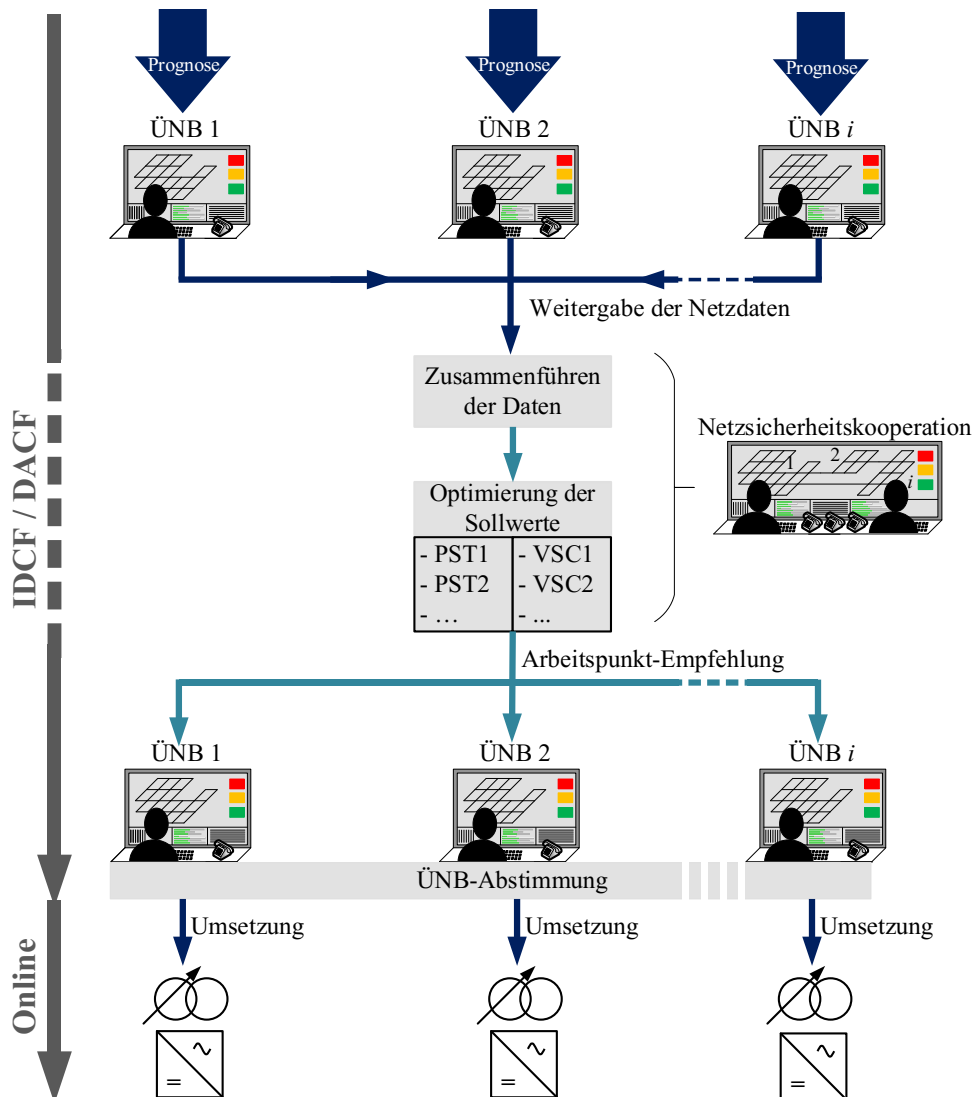 Prognose
Prognose
Prognose
ÜNB 1
ÜNB 2
ÜNB i
Weitergabe der Netzdaten
Zusammenführen
der Daten
Netzsicherheitskooperation
1
2
i
Optimierung der
Sollwerte
- PST1
- PST2
- …
- VSC1
- VSC2
- ...
IDCF / DACF
Arbeitspunkt-Empfehlung
ÜNB 1
ÜNB 2
ÜNB i
ÜNB-Abstimmung
Umsetzung
Umsetzung
Umsetzung
Online
~
=
~
=
~
=